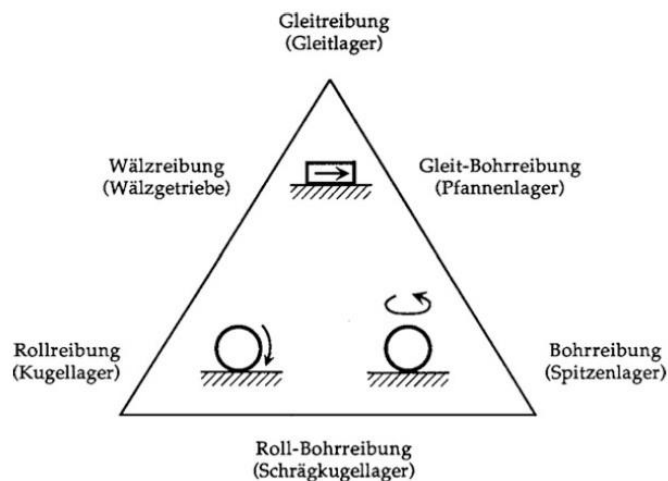 Gleitreibung
(Gleitlager)
Wälzreibung
(Wälzgetriebe)
Gleit-Bohrreibung
(Pfannenlager)
Rollreibung
(Kugellager)
Bohrreibung
(Spitzenlager)
Roll-Bohrreibung
(Schrägkugellager)